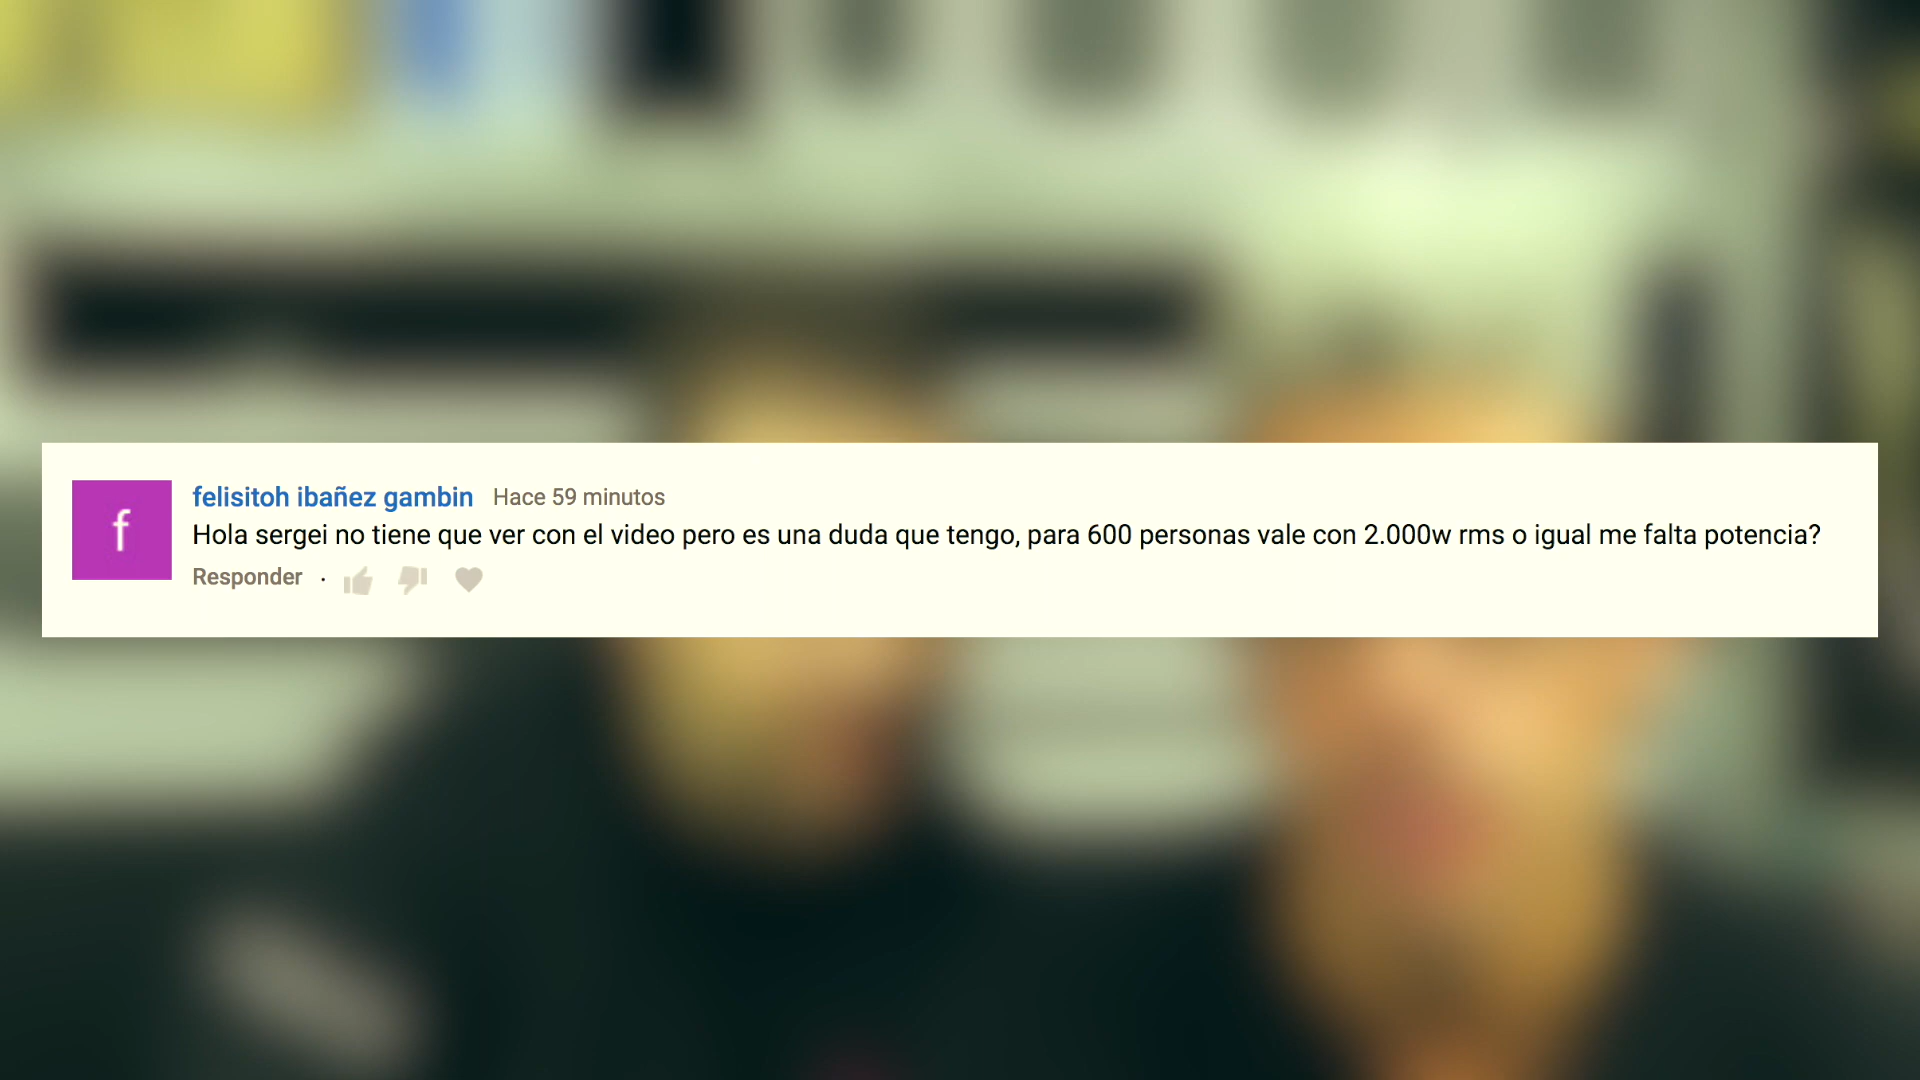 f
felisitoh ibañez gambin Hace 59 minutos
Hola sergei no tiene que ver con el video pero es una duda que tengo, para 600 personas vale con 2.000w rms o igual me falta potencia?
Responder ·